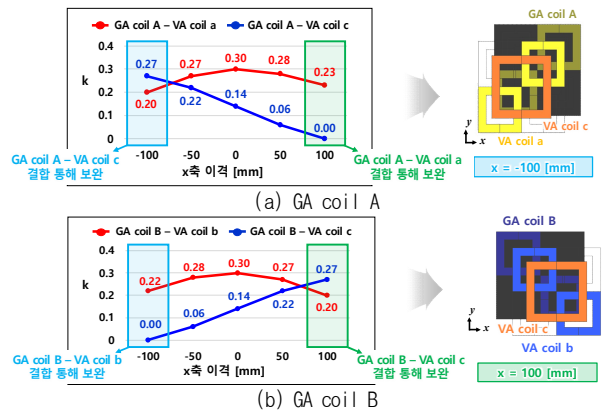 GA coil A – VA coil a
GA coil A – VA coil c
k
0.4
0.3
0.2
0.1
0
0.27
0.20
0.27
0.22
0.30
0.14
0.28
0.06
0.23
0.00
-100
-50
0
50
100
x축 이격 [mm]
GA coil A – VA coil c
결합 통해 보완
GA coil A – VA coil a
결합 통해 보완
GA coil A
VA coil c
VA coil a
y
x
x = -100 [mm]
(a) GA coil A
GA coil B – VA coil b
GA coil B – VA coil c
k
0.4
0.3
0.2
0.1
0
0.22
0.00
0.28
0.06
0.30
0.14
0.27
0.22
0.27
0.20
-100
-50
0
50
100
x축 이격 [mm]
GA coil B – VA coil b
결합 통해 보완
GA coil B – VA coil c
결합 통해 보완
GA coil B
VA coil c
VA coil b
y
x
x = 100 [mm]
(b) GA coil B